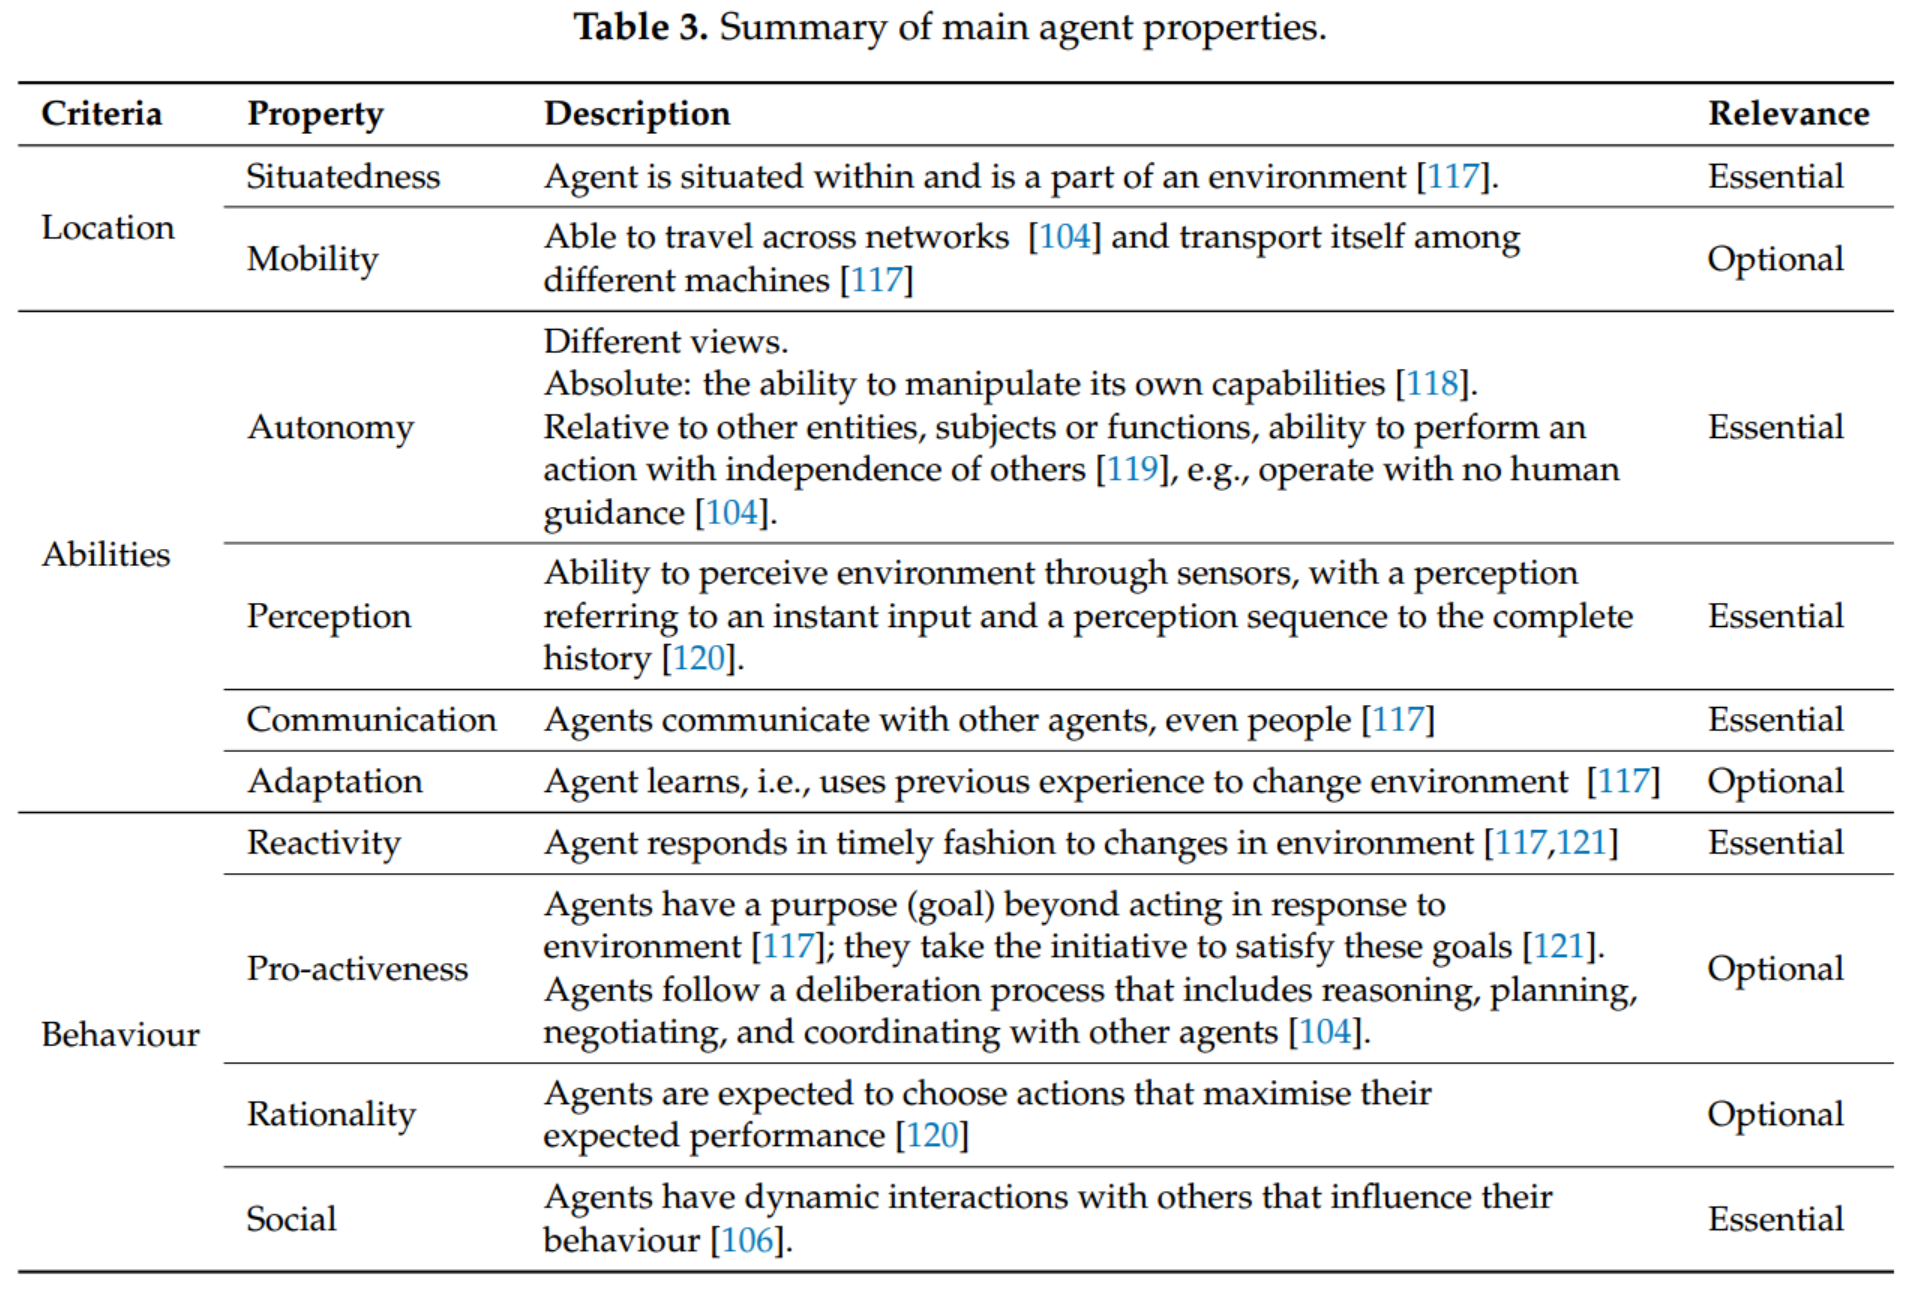 Table 3. Summary of main agent properties.
Criteria Property Description Relevance
Location
Situatedness Agent is situated within and is a part of an environment [117]. Essential
Mobility
Able to travel across networks [104] and transport itself among
different machines [117]
Optional
Abilities
Autonomy
Different views.
Absolute: the ability to manipulate its own capabilities [118].
Relative to other entities, subjects or functions, ability to perform an
action with independence of others [119], e.g., operate with no human
guidance [104].
Essential
Perception
Ability to perceive environment through sensors, with a perception
referring to an instant input and a perception sequence to the complete
history [120].
Essential
Communication Agents communicate with other agents, even people [117] Essential
Adaptation Agent learns, i.e., uses previous experience to change environment [117] Optional
Behaviour
Reactivity Agent responds in timely fashion to changes in environment [117,121] Essential
Pro-activeness
Agents have a purpose (goal) beyond acting in response to
environment [117]; they take the initiative to satisfy these goals [121].
Agents follow a deliberation process that includes reasoning, planning,
negotiating, and coordinating with other agents [104].
Optional
Rationality
Agents are expected to choose actions that maximise their
expected performance [120]
Optional
Social
Agents have dynamic interactions with others that influence their
behaviour [106].
Essential